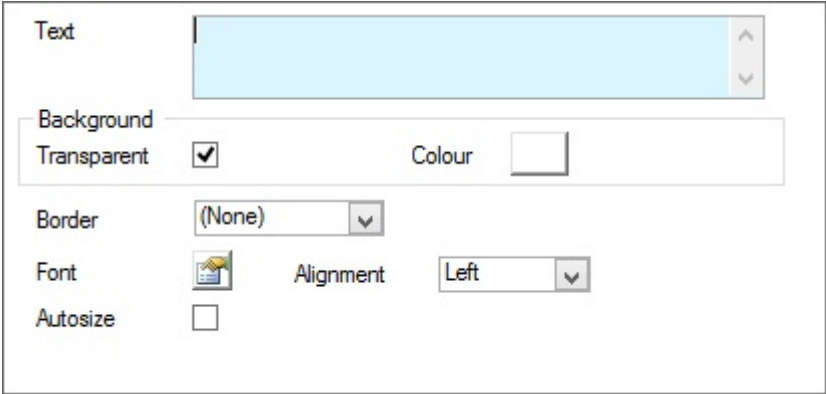 Text
Background
Transparent Colour
Border (None)
Font Alignment Left
Autosize